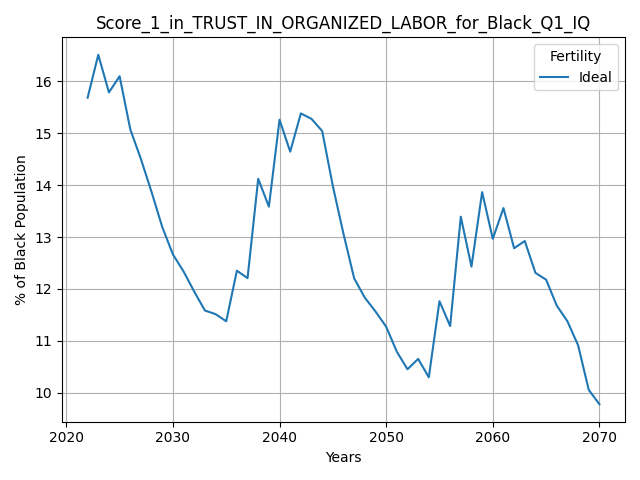 Score_1_in_TRUST_IN_ORGANIZED_LABOR_for_Black_Q1_IQ
Fertility
Ideal
% of Black Population
16
15
14
13
12
11
10
2020 2030 2040 2050 2060 2070
Years